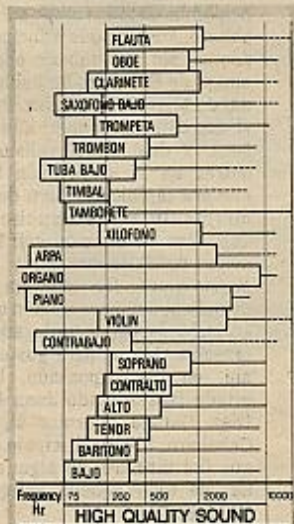 FLAUTA
OBOE
CLARINETE
SAXOFONO BAJO
TROMPETA
TROMBON
TUBA BAJO
TIMBAL
TAMBORETE
XILOFONO
ARPA
ORGANO
PIANO
VIOLIN
CONTRABAJO
SOPRANO
CONTRALTO
ALTO
TENOR
BARITONO
BAJO
Frequency 75 200 500 2000 10000
Hz
HIGH QUALITY SOUND